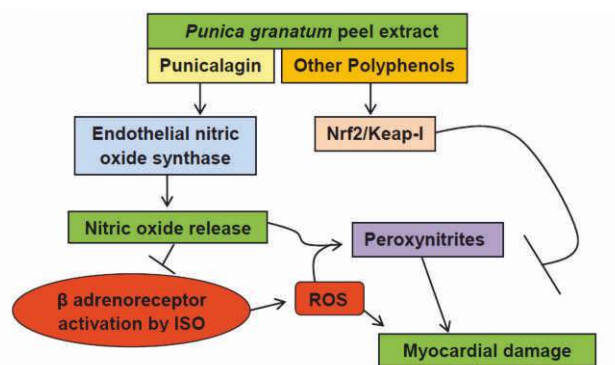 Punica granatum peel extract
Punicalagin
Other Polyphenols
Endothelial nitric
oxide synthase
Nrf2/Keap-I
Nitric oxide release
Peroxynitrites
β adrenoreceptor
activation by ISO
ROS
Myocardial damage